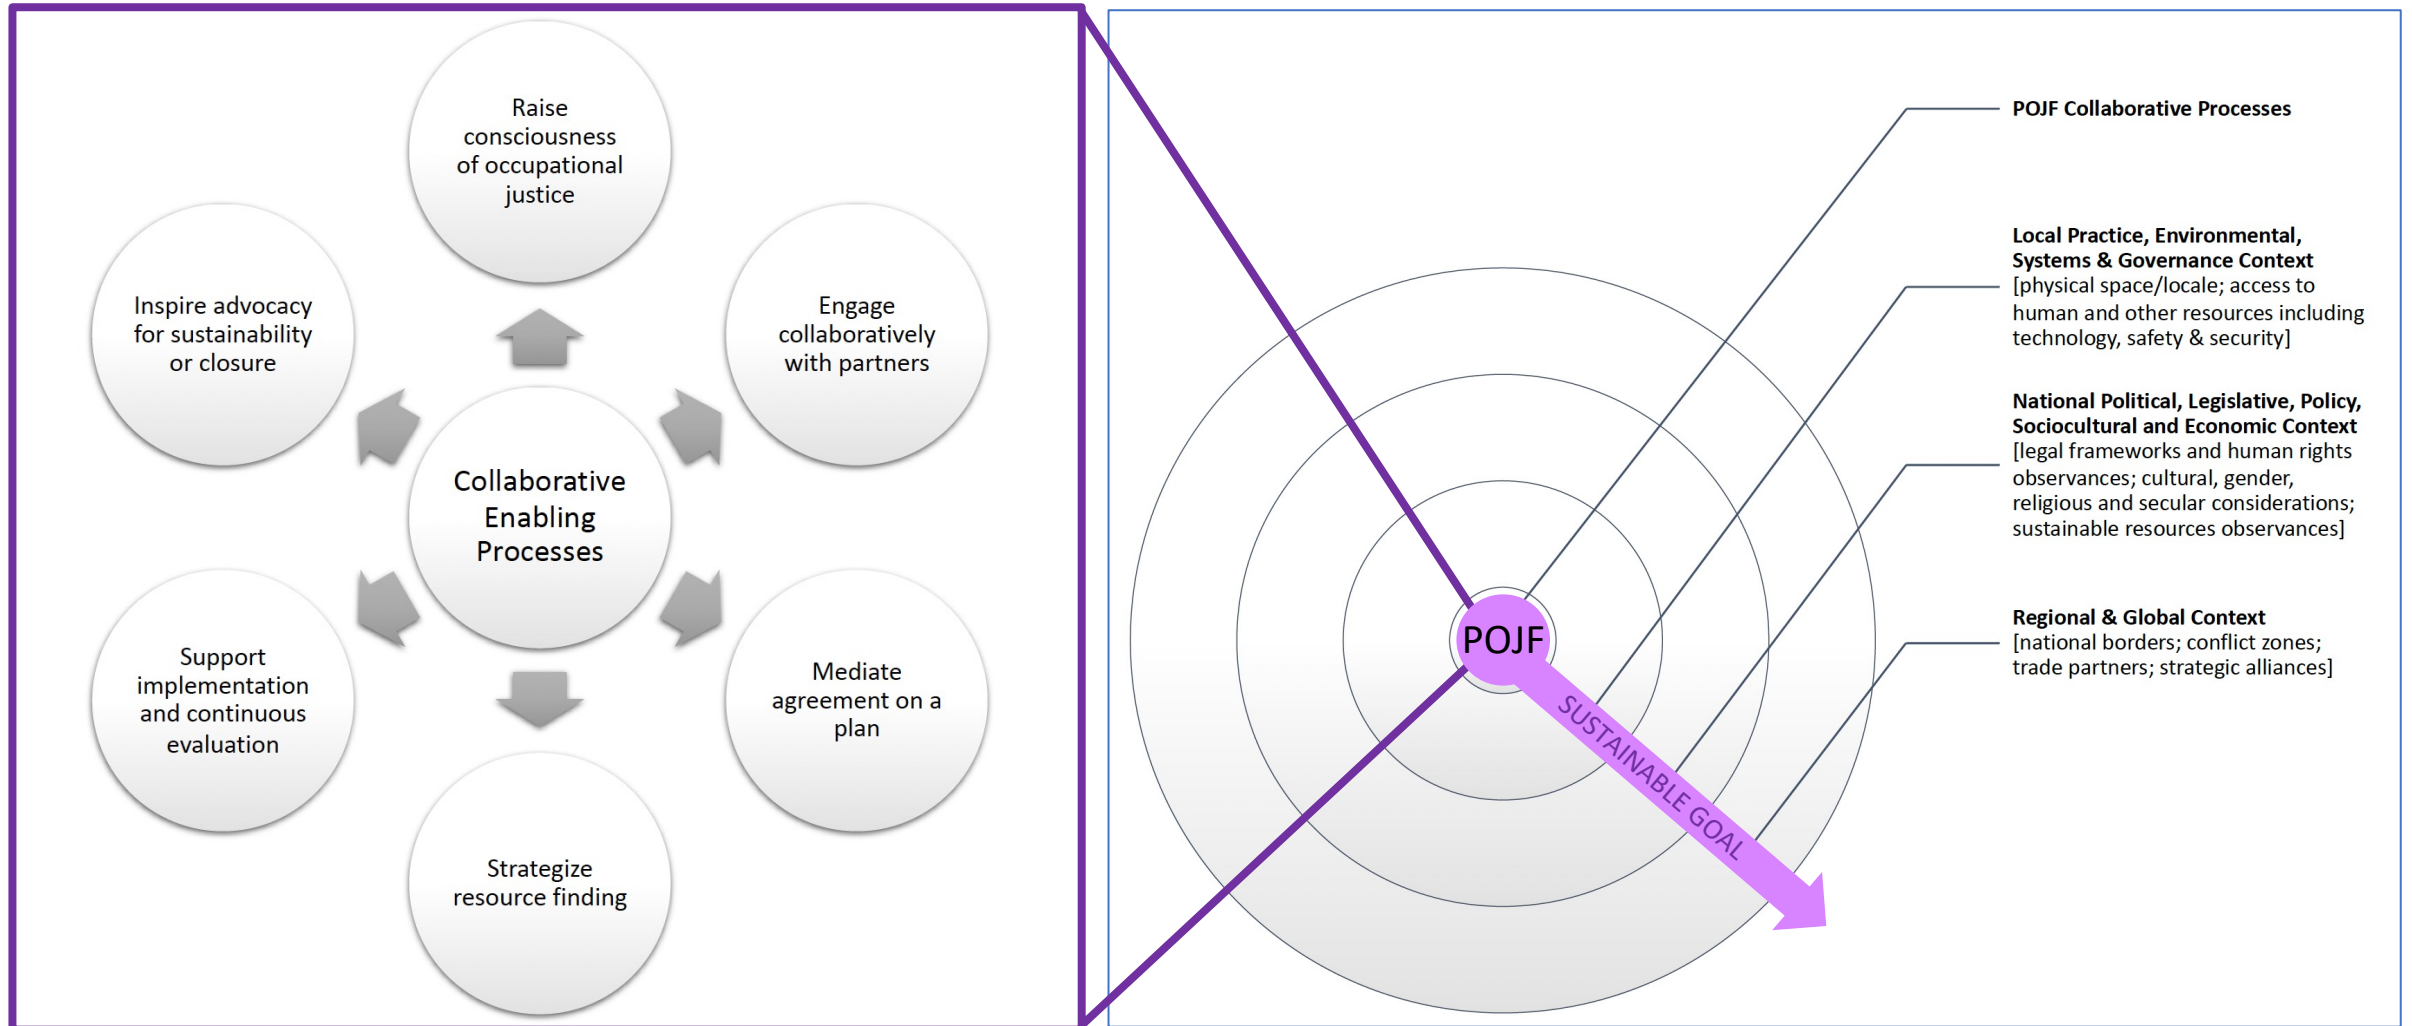 Raise
consciousness
of occupational
justice
Engage
collaboratively
with partners
Mediate
agreement on a
plan
Strategize
resource finding
Support
implementation
and continuous
evaluation
Inspire advocacy
for sustainability
or closure
Collaborative
Enabling
Processes
POJF
SUSTAINABLE GOAL
POJF Collaborative Processes
Local Practice, Environmental,
Systems & Governance Context
[physical space/locale; access to
human and other resources including
technology, safety & security]
National Political, Legislative, Policy,
Sociocultural and Economic Context
[legal frameworks and human rights
observances; cultural, gender,
religious and secular considerations;
sustainable resources observances]
Regional & Global Context
[national borders; conflict zones;
trade partners; strategic alliances]